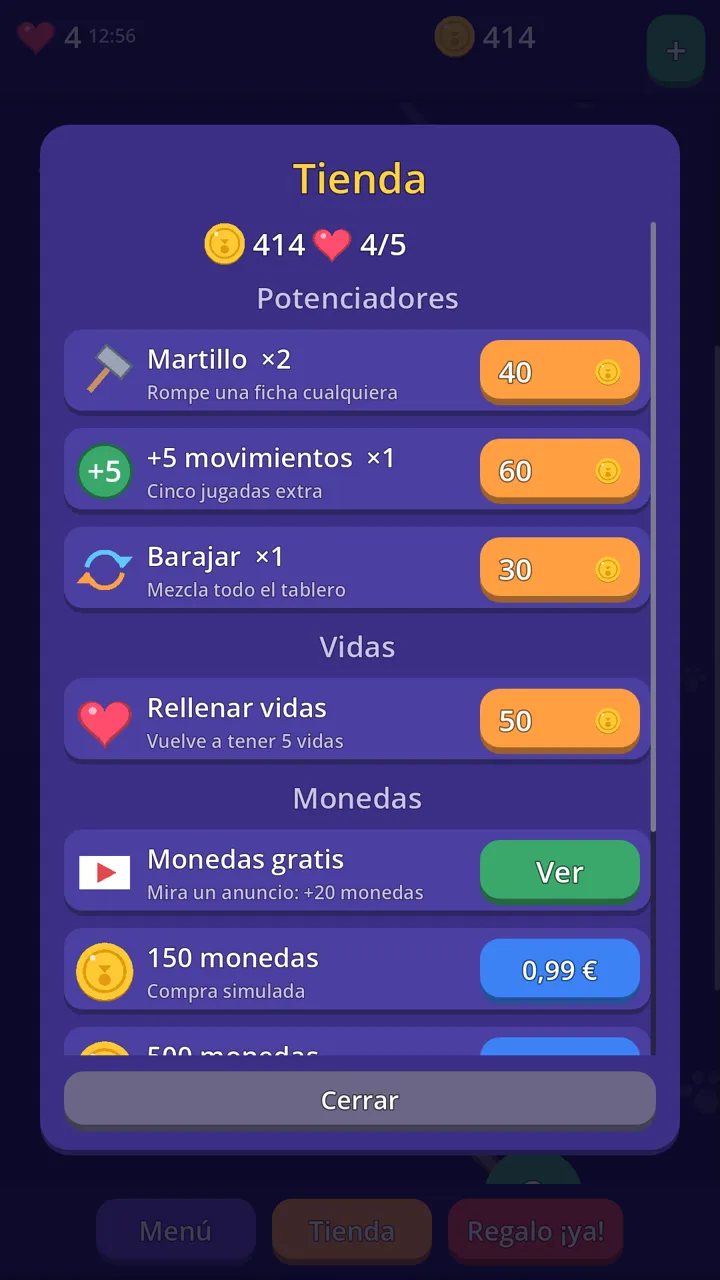 4 12:56
414
+
Tienda
414 4/5
Potenciadores
Martillo ×2
Rompe una ficha cualquiera
40
+5
+5 movimientos ×1
Cinco jugadas extra
60
Barajar ×1
Mezcla todo el tablero
30
Vidas
Rellenar vidas
Vuelve a tener 5 vidas
50
Monedas
Monedas gratis
Mira un anuncio: +20 monedas
Ver
150 monedas
Compra simulada
0,99 €
500 monedas
Cerrar
Menú
Tienda
Regalo ¡ya!